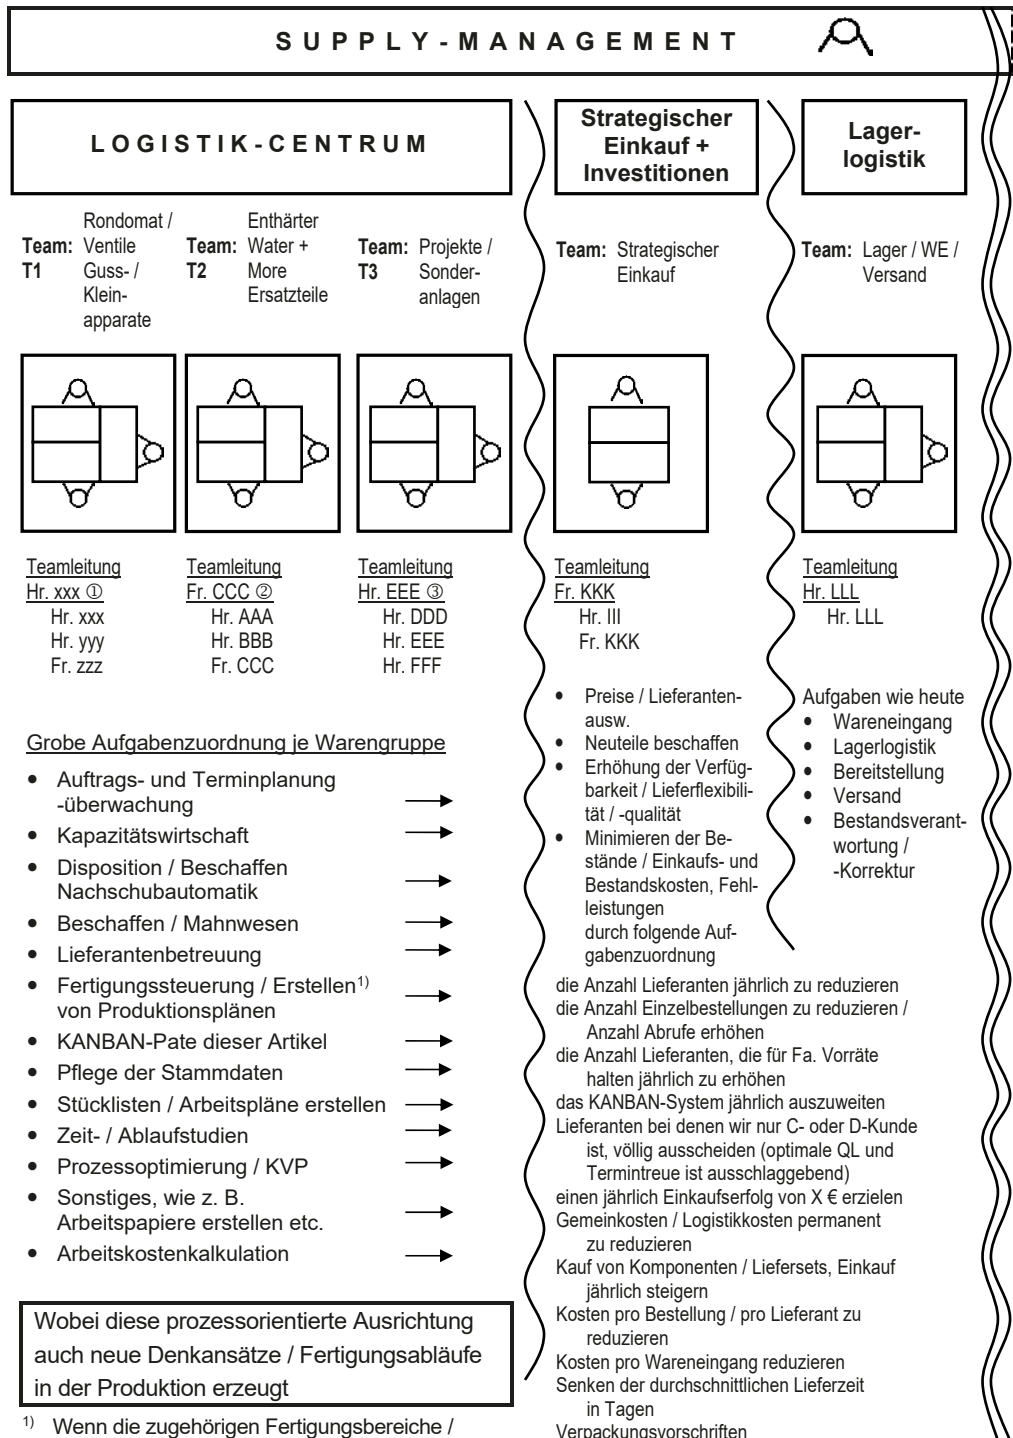 SUPPLY-MANAGEMENT
LOGISTIK-CENTRUM
Rondomat /
Team: Ventile
T1 Guss- /
Klein-
apparate
Enthärter
Team: Water +
T2 More
Ersatzteile
Team: Projekte /
T3 Sonder-
anlagen
Teamleitung
Hr. xxx ①
Hr. xxx
Hr. yyy
Fr. zzz
Teamleitung
Fr. CCC ②
Hr. AAA
Hr. BBB
Fr. CCC
Teamleitung
Hr. EEE ③
Hr. DDD
Hr. EEE
Hr. FFF
Grobe Aufgabenzuordnung je Warengruppe
• Auftrags- und Terminplanung
-überwachung
• Kapazitätswirtschaft
• Disposition / Beschaffen
Nachschubautomatik
• Beschaffen / Mahnwesen
• Lieferantenbetreuung
• Fertigungssteuerung / Erstellen1)
von Produktionsplänen
• KANBAN-Pate dieser Artikel
• Pflege der Stammdaten
• Stücklisten / Arbeitspläne erstellen
• Zeit- / Ablaufstudien
• Prozessoptimierung / KVP
• Sonstiges, wie z. B.
Arbeitspapiere erstellen etc.
• Arbeitskostenkalkulation
Wobei diese prozessorientierte Ausrichtung
auch neue Denkansätze / Fertigungsabläufe
in der Produktion erzeugt
1) Wenn die zugehörigen Fertigungsbereiche /
Strategischer
Einkauf +
Investitionen
Team: Strategischer
Einkauf
Teamleitung
Fr. KKK
Hr. III
Fr. KKK
• Preise / Lieferanten-
ausw.
• Neuteile beschaffen
• Erhöhung der Verfüg-
barkeit / Lieferflexibili-
tät / -qualität
• Minimieren der Be-
stände / Einkaufs- und
Bestandskosten, Fehl-
leistungen
durch folgende Auf-
gabenzuordnung
die Anzahl Lieferanten jährlich zu reduzieren
die Anzahl Einzelbestellungen zu reduzieren /
Anzahl Abrufe erhöhen
die Anzahl Lieferanten, die für Fa. Vorräte
halten jährlich zu erhöhen
das KANBAN-System jährlich auszuweiten
Lieferanten bei denen wir nur C- oder D-Kunde
ist, völlig ausscheiden (optimale QL und
Termintreue ist ausschlaggebend)
einen jährlich Einkaufserfolg von X € erzielen
Gemeinkosten / Logistikkosten permanent
zu reduzieren
Kauf von Komponenten / Liefersets, Einkauf
jährlich steigern
Kosten pro Bestellung / pro Lieferant zu
reduzieren
Kosten pro Wareneingang reduzieren
Senken der durchschnittlichen Lieferzeit
in Tagen
Verpackungsvorschriften
Lager-
logistik
Team: Lager / WE /
Versand
Teamleitung
Hr. LLL
Hr. LLL
Aufgaben wie heute
• Wareneingang
• Lagerlogistik
• Bereitstellung
• Versand
• Bestandsverant-
wortung /
-Korrektur